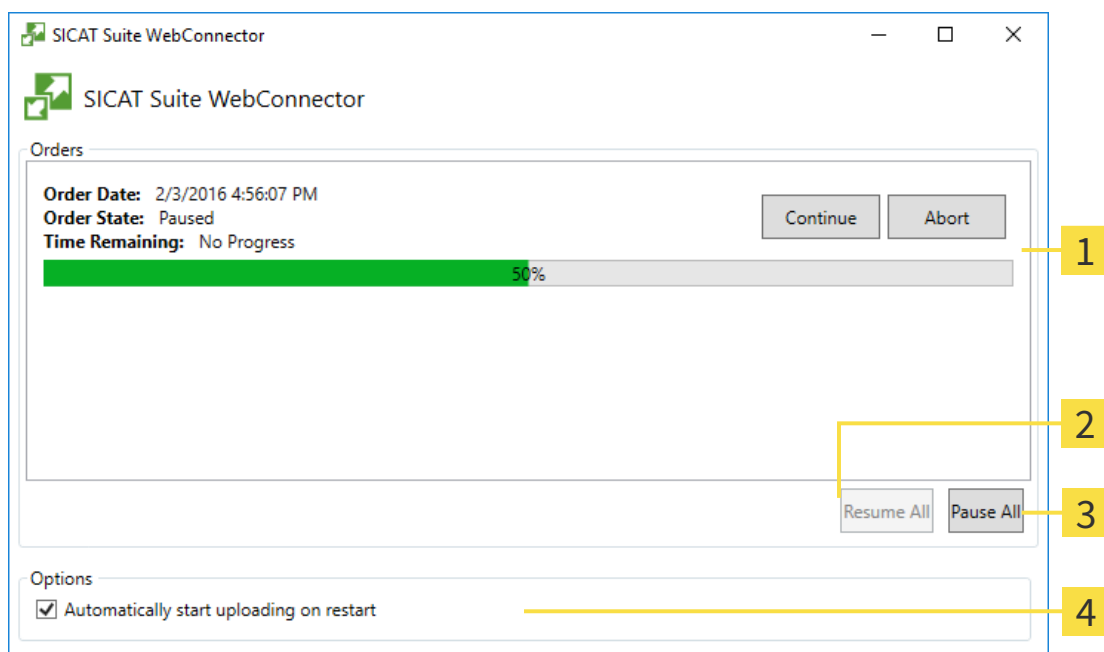 SICAT Suite WebConnector
SICAT Suite WebConnector
Orders
Order Date: 2/3/2016 4:56:07 PM
Order State: Paused
Time Remaining: No Progress
Continue
Abort
1
50%
2
Resume All
Pause All
3
Options
Automatically start uploading on restart
4